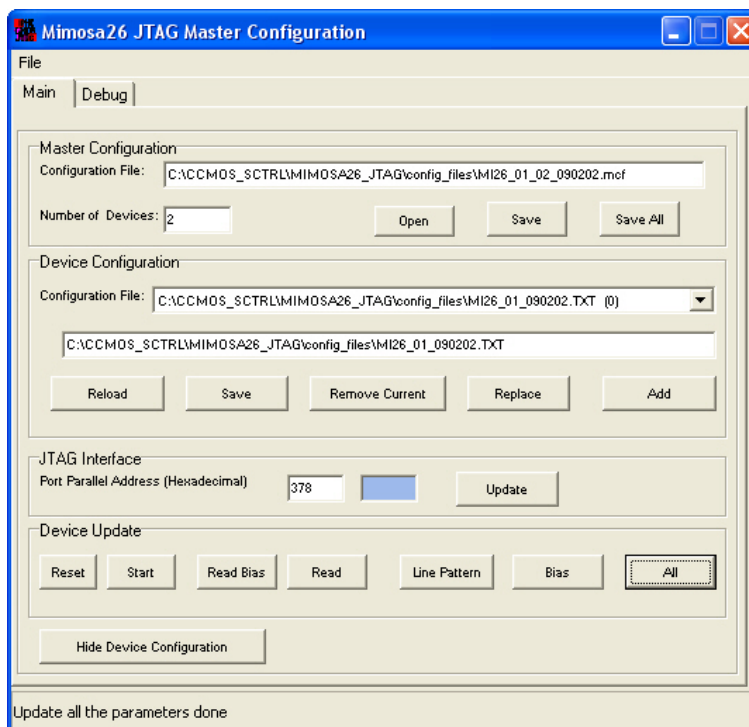 Mimosa26 JTAG Master Configuration
File
Main Debug
Master Configuration
Configuration File: C:\CCMOS_SCTRL\MIMOSA26_JTAG\config_files\MI26_01_02_090202.mcf
Number of Devices: 2 Open Save Save All
Device Configuration
Configuration File: C:\CCMOS_SCTRL\MIMOSA26_JTAG\config_files\MI26_01_090202.TXT (0)
C:\CCMOS_SCTRL\MIMOSA26_JTAG\config_files\MI26_01_090202.TXT
Reload Save Remove Current Replace Add
JTAG Interface
Port Parallel Address (Hexadecimal) 378 Update
Device Update
Reset Start Read Bias Read Line Pattern Bias All
Hide Device Configuration
Update all the parameters done